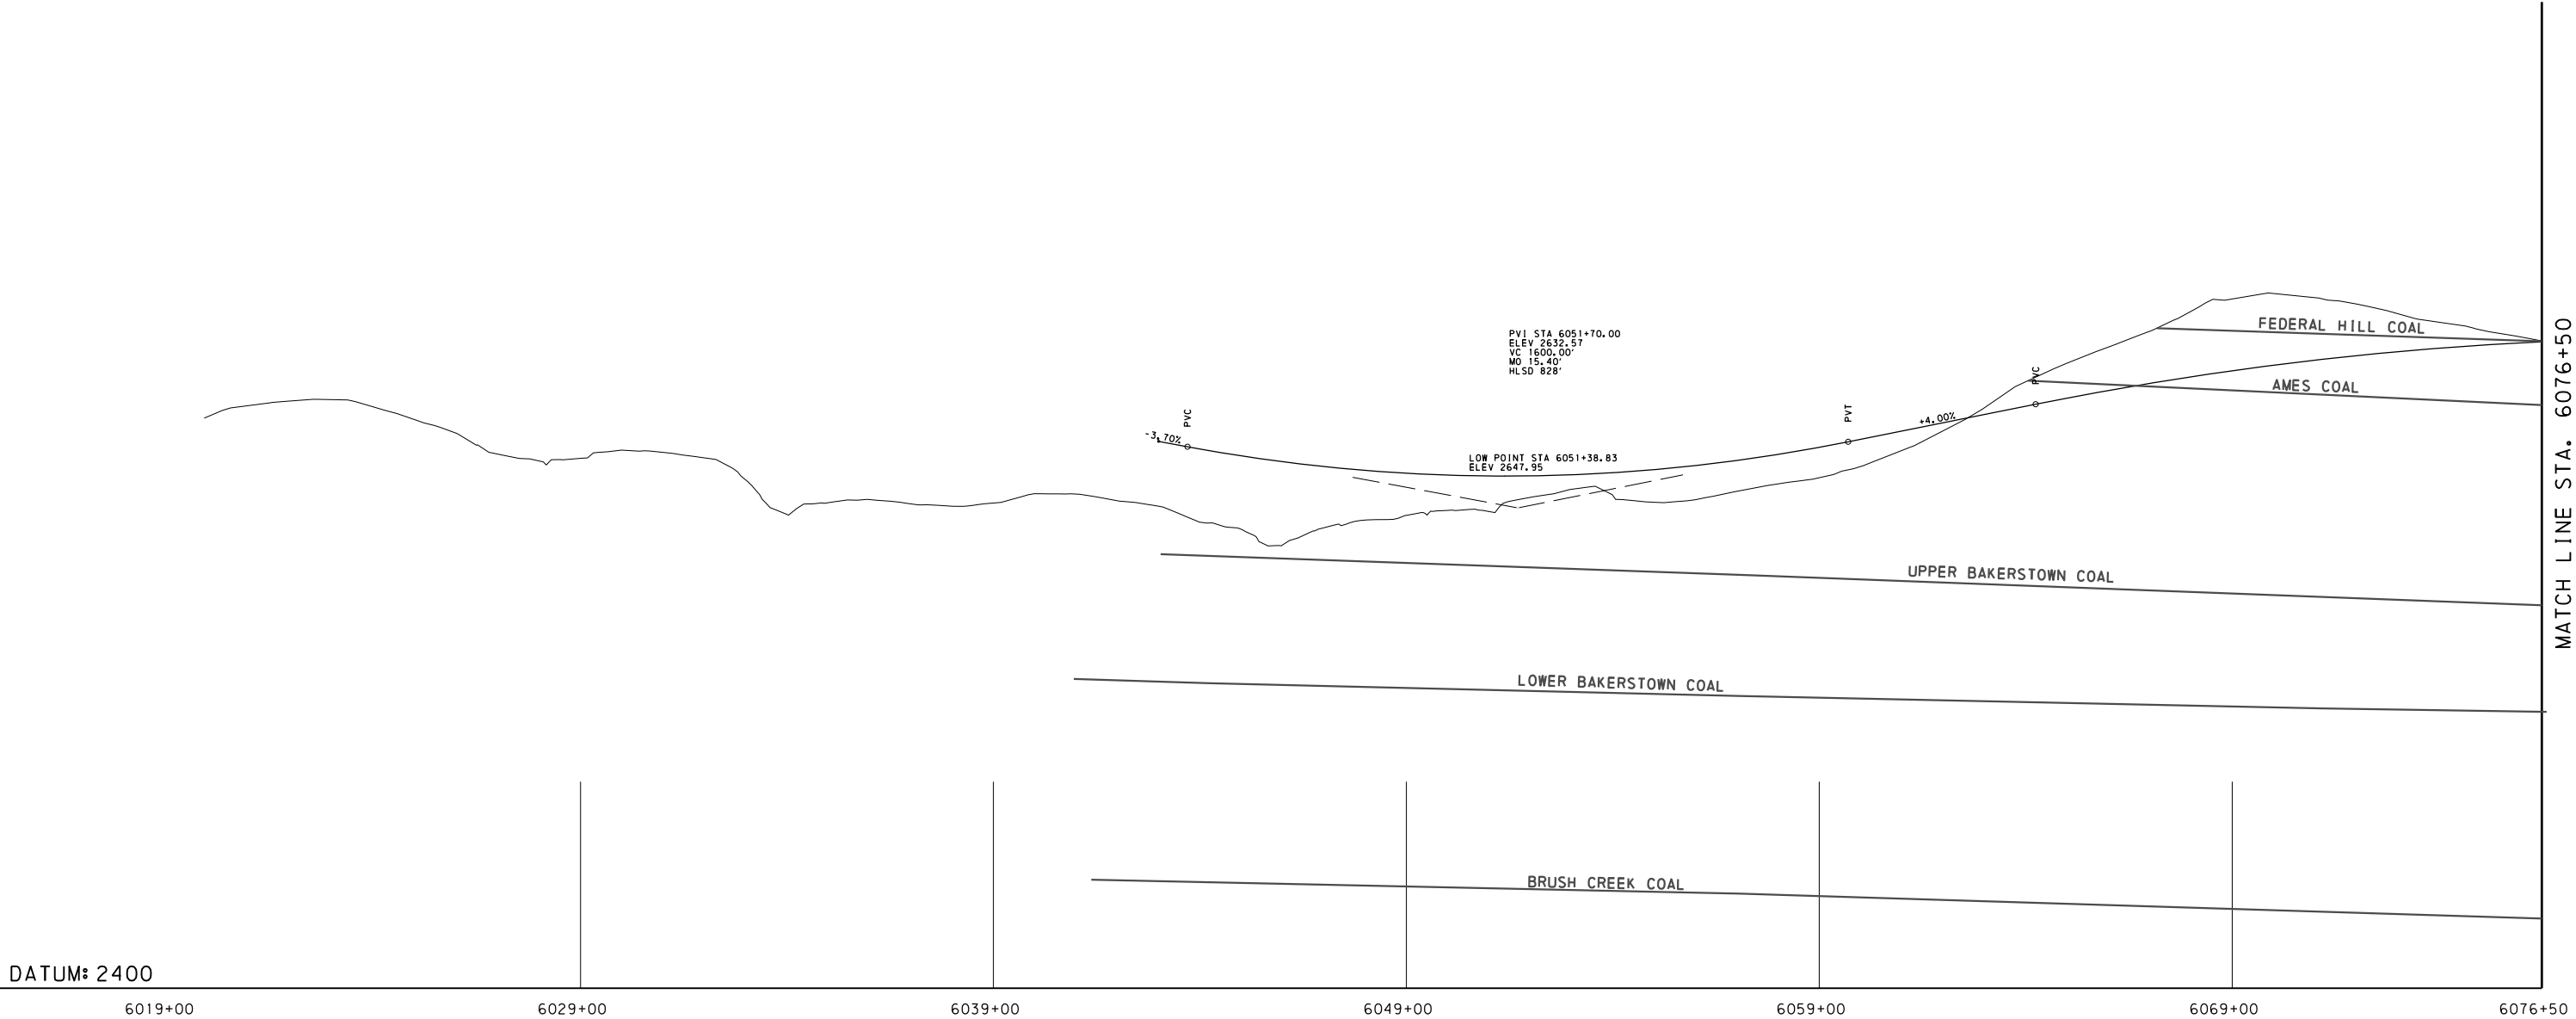 FEDERAL HILL COAL
PVI STA 6051+70.00
ELEV 2632.57
VC 1600.00'
MO 15.40'
HLSD 828'
AMES COAL
PVC
PVC
PVT
+4.00%
-3.70%
LOW POINT STA 6051+38.83
ELEV 2647.95
MATCH LINE STA. 6076+50
UPPER BAKERSTOWN COAL
LOWER BAKERSTOWN COAL
BRUSH CREEK COAL
DATUM: 2400
6019+00 6029+00 6039+00 6049+00 6059+00 6069+00 6076+50